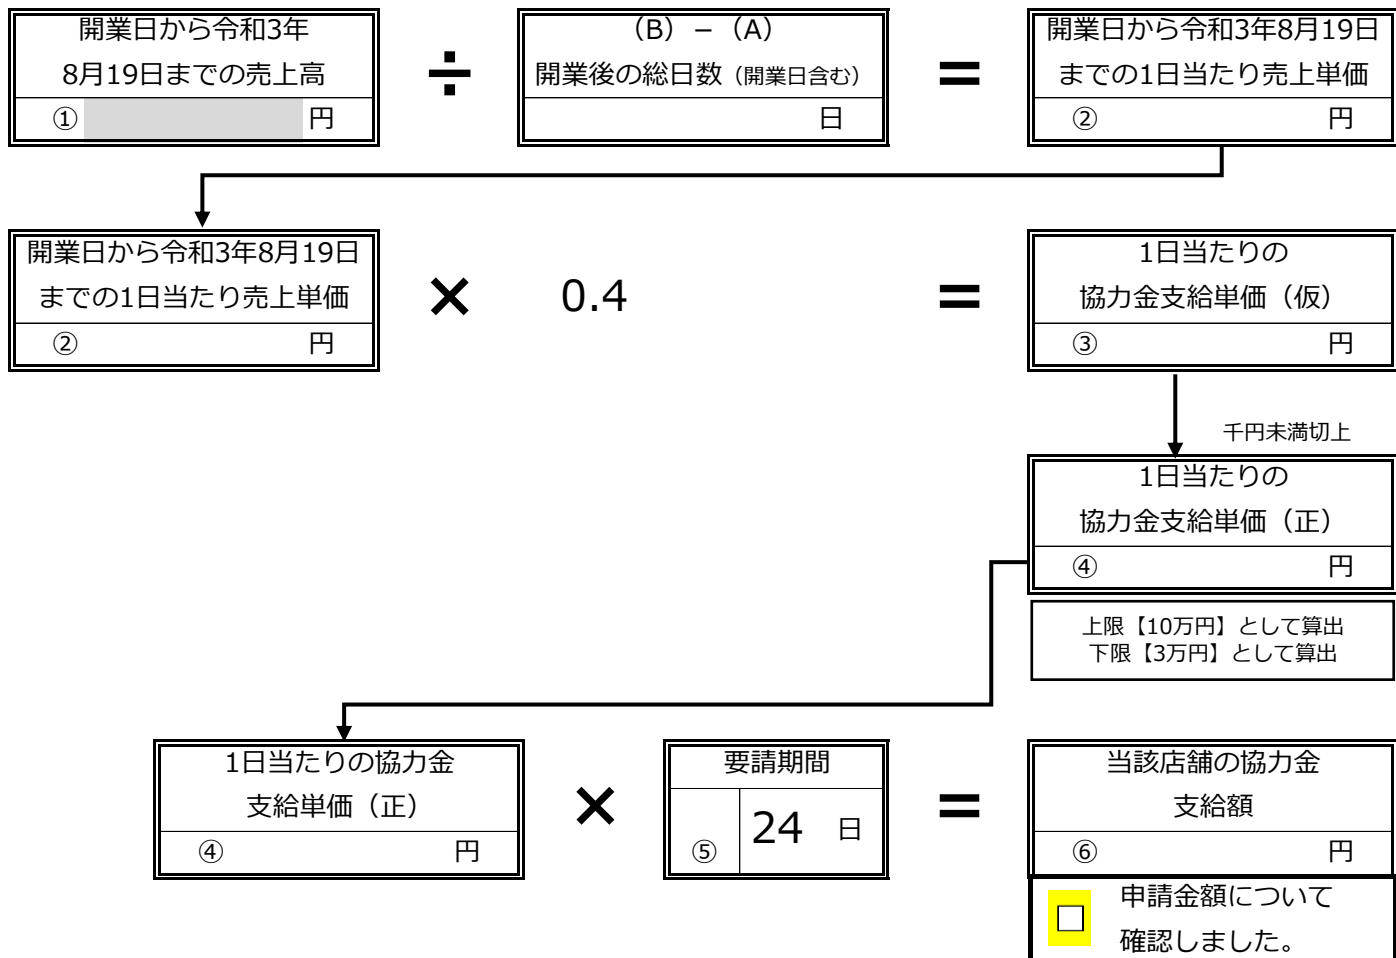 開業日から令和3年
8月19日までの売上高
① 円
÷
（B）－（A）
開業後の総日数（開業日含む）
日
＝
開業日から令和3年8月19日
までの1日当たり売上単価
② 円
開業日から令和3年8月19日
までの1日当たり売上単価
② 円
×
0.4
＝
1日当たりの
協力金支給単価（仮）
③ 円
千円未満切上
1日当たりの
協力金支給単価（正）
④ 円
上限【10万円】として算出
下限【3万円】として算出
1日当たりの協力金
支給単価（正）
④ 円
×
要請期間
⑤ 24 日
＝
当該店舗の協力金
支給額
⑥ 円
申請金額について
確認しました。